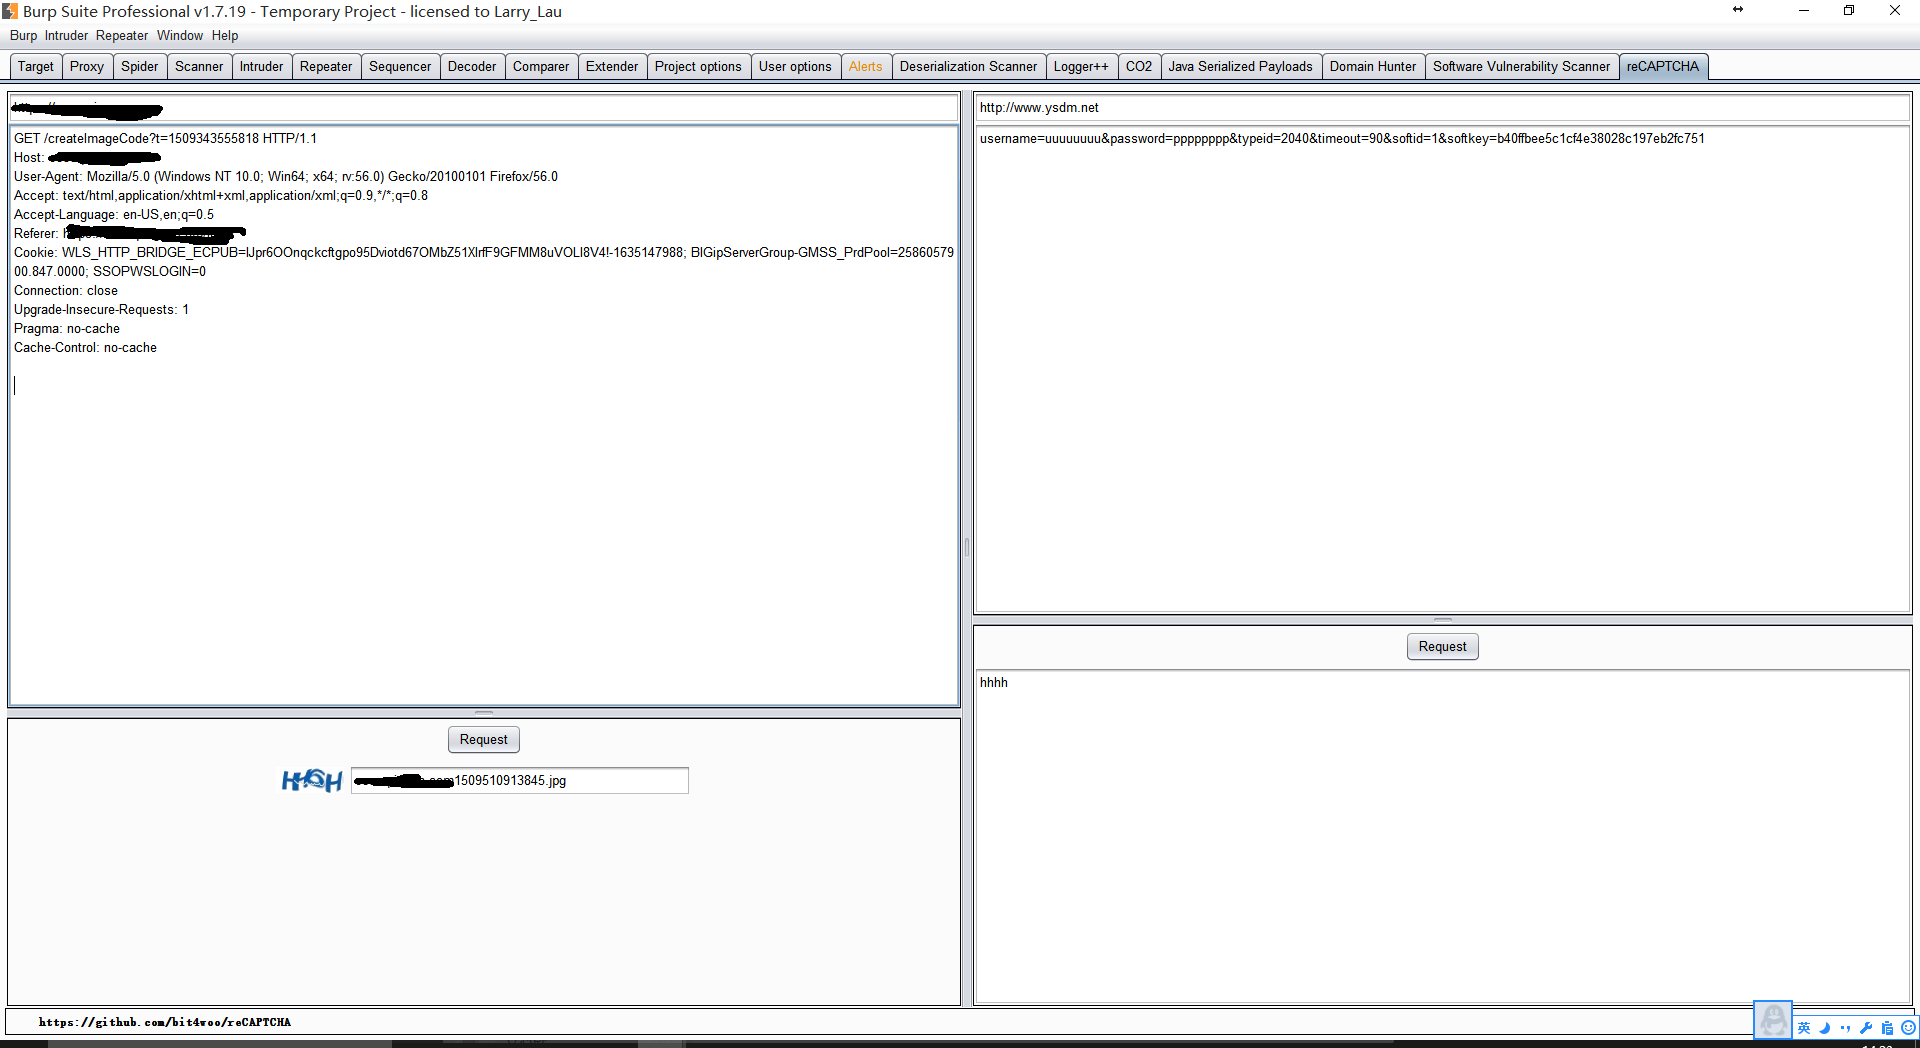 Burp Suite Professional v1.7.19 - Temporary Project - licensed to Larry_Lau
Burp Intruder Repeater Window Help
Target Proxy Spider Scanner Intruder Repeater Sequencer Decoder Comparer Extender Project options User options Alerts Deserialization Scanner Logger++ CO2 Java Serialized Payloads Domain Hunter Software Vulnerability Scanner reCAPTCHA
GET /createImageCode?t=1509343555818 HTTP/1.1
Host:
User-Agent: Mozilla/5.0 (Windows NT 10.0; Win64; x64; rv:56.0) Gecko/20100101 Firefox/56.0
Accept: text/html,application/xhtml+xml,application/xml;q=0.9,*/*;q=0.8
Accept-Language: en-US,en;q=0.5
Referer:
Cookie: WLS_HTTP_BRIDGE_ECPUB=lJpr6OOnqckcftgpo95Dviotd67OMbZ51XlrfF9GFMM8uVOLI8V4!-1635147988; BIGipServerGroup-GMSS_PrdPool=25860579
00.847.0000; SSOPWSLOGIN=0
Connection: close
Upgrade-Insecure-Requests: 1
Pragma: no-cache
Cache-Control: no-cache
Request
HHOH
1509510913845.jpg
http://www.ysdm.net
username=uuuuuuuu&password=pppppppp&typeid=2040&timeout=90&softid=1&softkey=b40ffbee5c1cf4e38028c197eb2fc751
Request
hhhh
https://github.com/bit4woo/reCAPTCHA
英